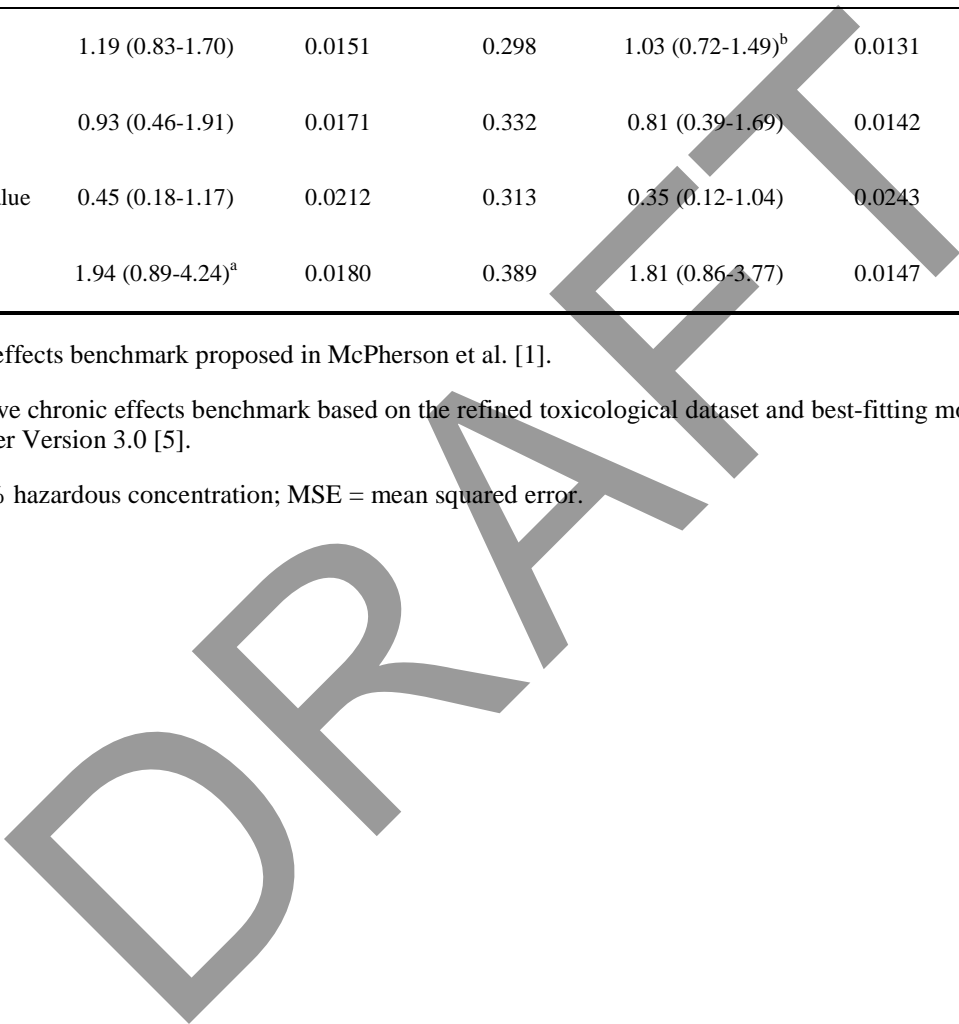 1.19 (0.83-1.70) 0.0151 0.298 1.03 (0.72-1.49)b 0.0131
0.93 (0.46-1.91) 0.0171 0.332 0.81 (0.39-1.69) 0.0142
lue 0.45 (0.18-1.17) 0.0212 0.313 0.35 (0.12-1.04) 0.0243
1.94 (0.89-4.24)a 0.0180 0.389 1.81 (0.86-3.77) 0.0147
effects benchmark proposed in McPherson et al. [1].
ve chronic effects benchmark based on the refined toxicological dataset and best-fitting mo
er Version 3.0 [5].
% hazardous concentration; MSE = mean squared error.
DRAFT